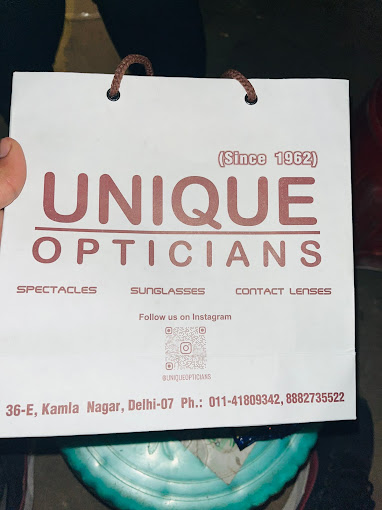 (Since 1962)
UNIQUE
OPTICIANS
SPECTACLES SUNGLASSES CONTACT LENSES
Follow us on Instagram
@UNIQUEOPTICIANS
36-E, Kamla Nagar, Delhi-07 Ph.: 011-41809342, 8882735522